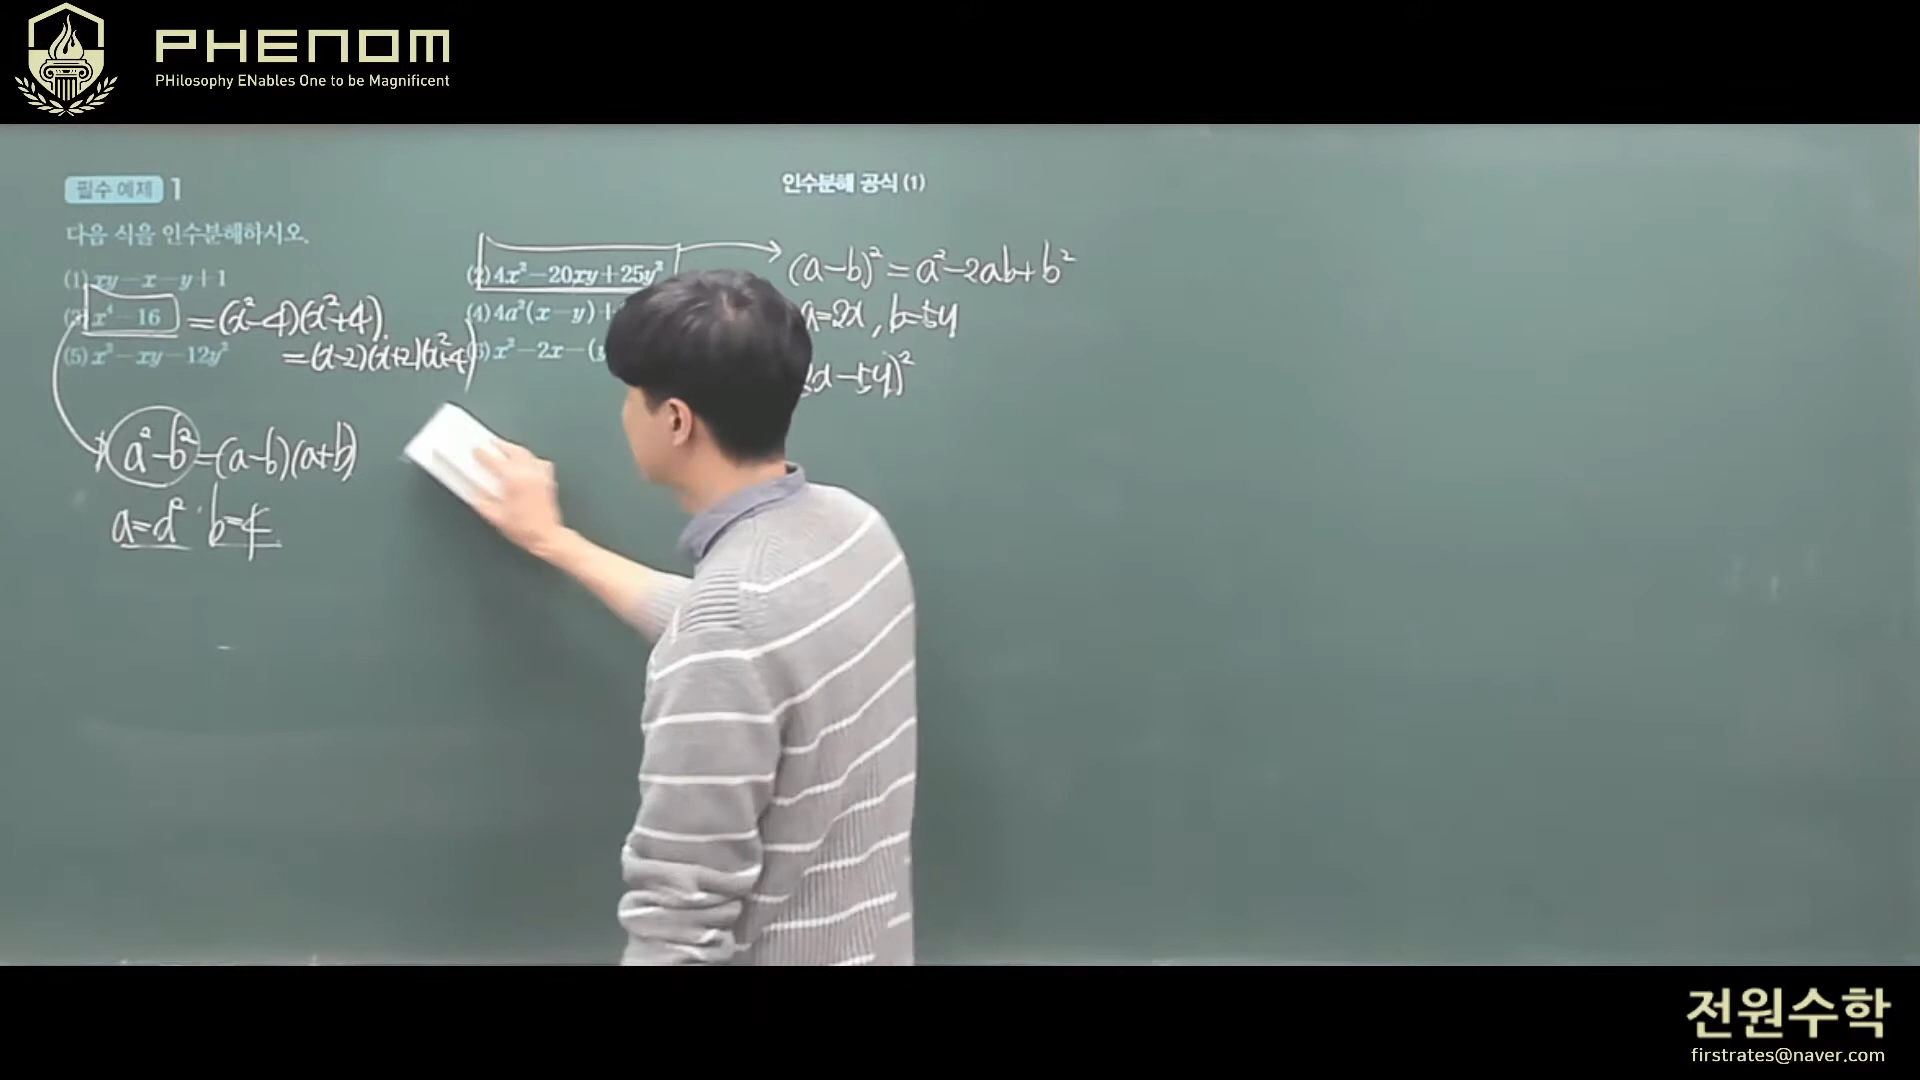 PHENOM
PHilosophy ENables One to be Magnificent
필수 예제 1
인수분해 공식 (1)
다음 식을 인수분해하시오.
(1) xy−x−y+1
(2) 4x²−20xy+25y²
(a−b)²=a²−2ab+b²
(3) x⁴−16 =(x²−4)(x²+4)
(4) 4a²(x−y)+
a=2x, b=5y
=(x−2)(x+2)(x²+4)
(5) x²−xy−12y²
(6) x²−2x−(y
2x−5y)²
a²−b²=(a−b)(a+b)
a=x² b=4
전원수학
firstrates@naver.com